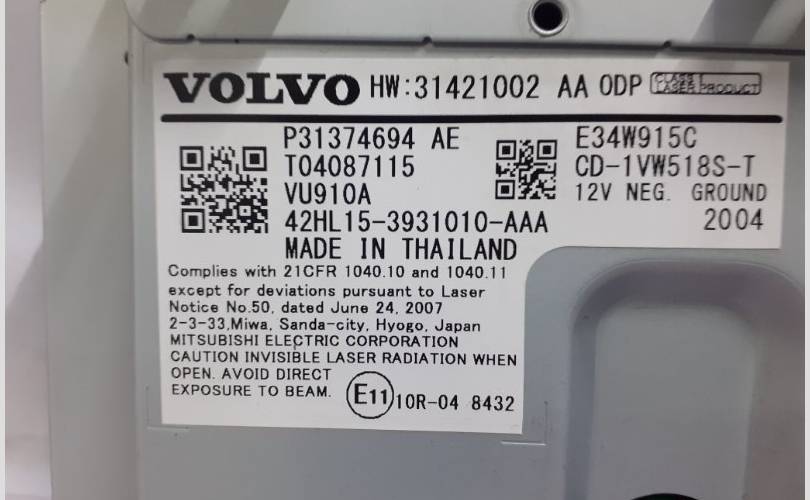 VOLVO HW:31421002 AA ODP CLASS 1 LASER PRODUCT
P31374694 AE
T04087115
VU910A
42HL15-3931010-AAA
MADE IN THAILAND
E34W915C
CD-1VW518S-T
12V NEG. GROUND
2004
Complies with 21CFR 1040.10 and 1040.11
except for deviations pursuant to Laser
Notice No.50, dated June 24, 2007
2-3-33,Miwa, Sanda-city, Hyogo, Japan
MITSUBISHI ELECTRIC CORPORATION
CAUTION INVISIBLE LASER RADIATION WHEN
OPEN. AVOID DIRECT
EXPOSURE TO BEAM.
E11 10R-04 8432